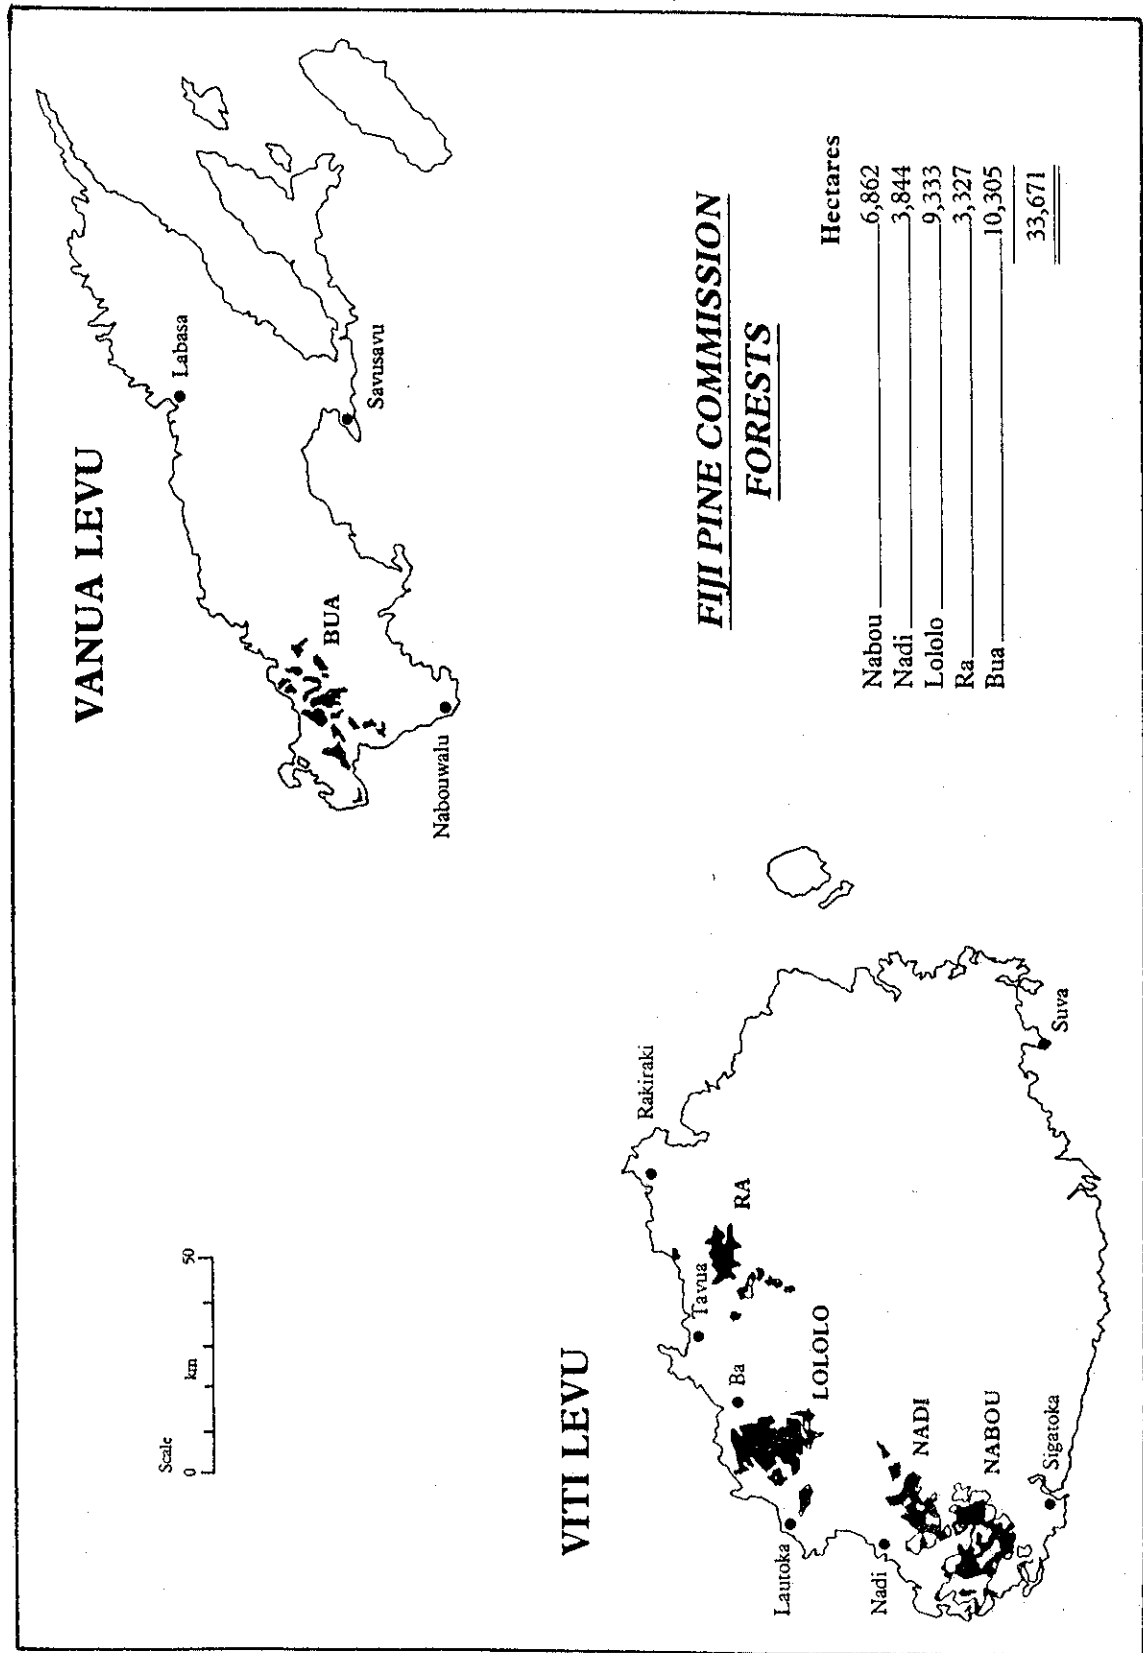 VANUA LEVU
Labasa
Savusavu
BUA
Nabouwalu
Scale
0 km 50
VITI LEVU
Rakiraki
RA
Tavua
Ba
LOLOLO
Lautoka
Nadi
NADI
NABOU
Sigatoka
Suva
FIJI PINE COMMISSION
FORESTS
Hectares
Nabou 6,862
Nadi 3,844
Lololo 9,333
Ra 3,327
Bua 10,305
33,671